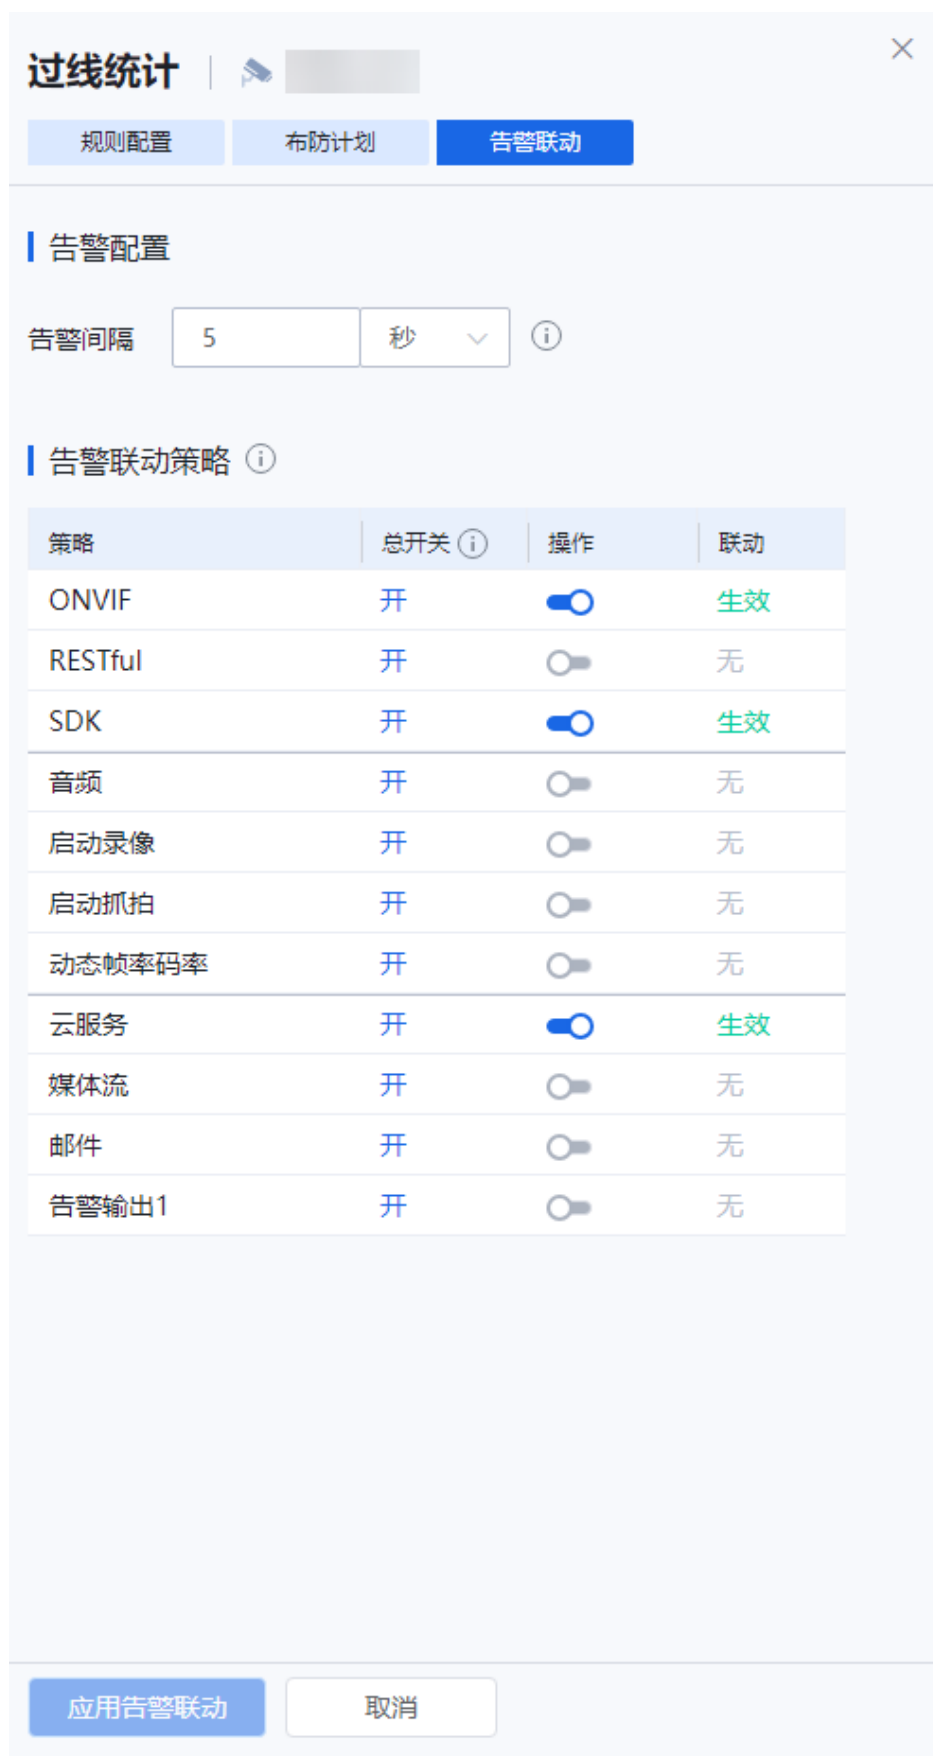 过线统计
规则配置 布防计划 告警联动
告警配置
告警间隔 5 秒
告警联动策略
策略 总开关 操作 联动
ONVIF 开 生效
RESTful 开 无
SDK 开 生效
音频 开 无
启动录像 开 无
启动抓拍 开 无
动态帧率码率 开 无
云服务 开 生效
媒体流 开 无
邮件 开 无
告警输出1 开 无
应用告警联动 取消